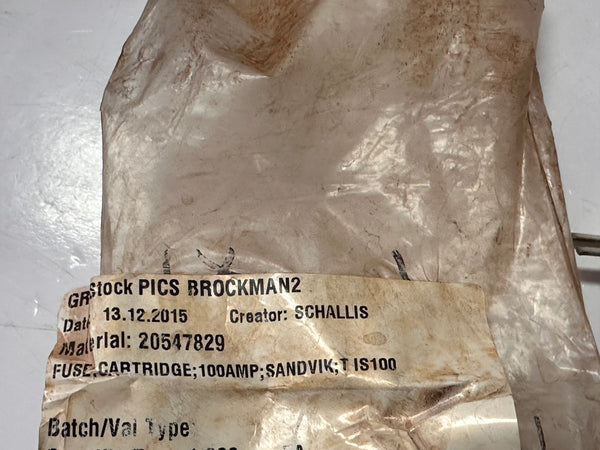 Stock PICS BROCKMAN2
GR
Date 13.12.2015 Creator: SCHALLIS
Material: 20547829
FUSE,CARTRIDGE;100AMP;SANDVIK;T IS100
Batch/Val Type